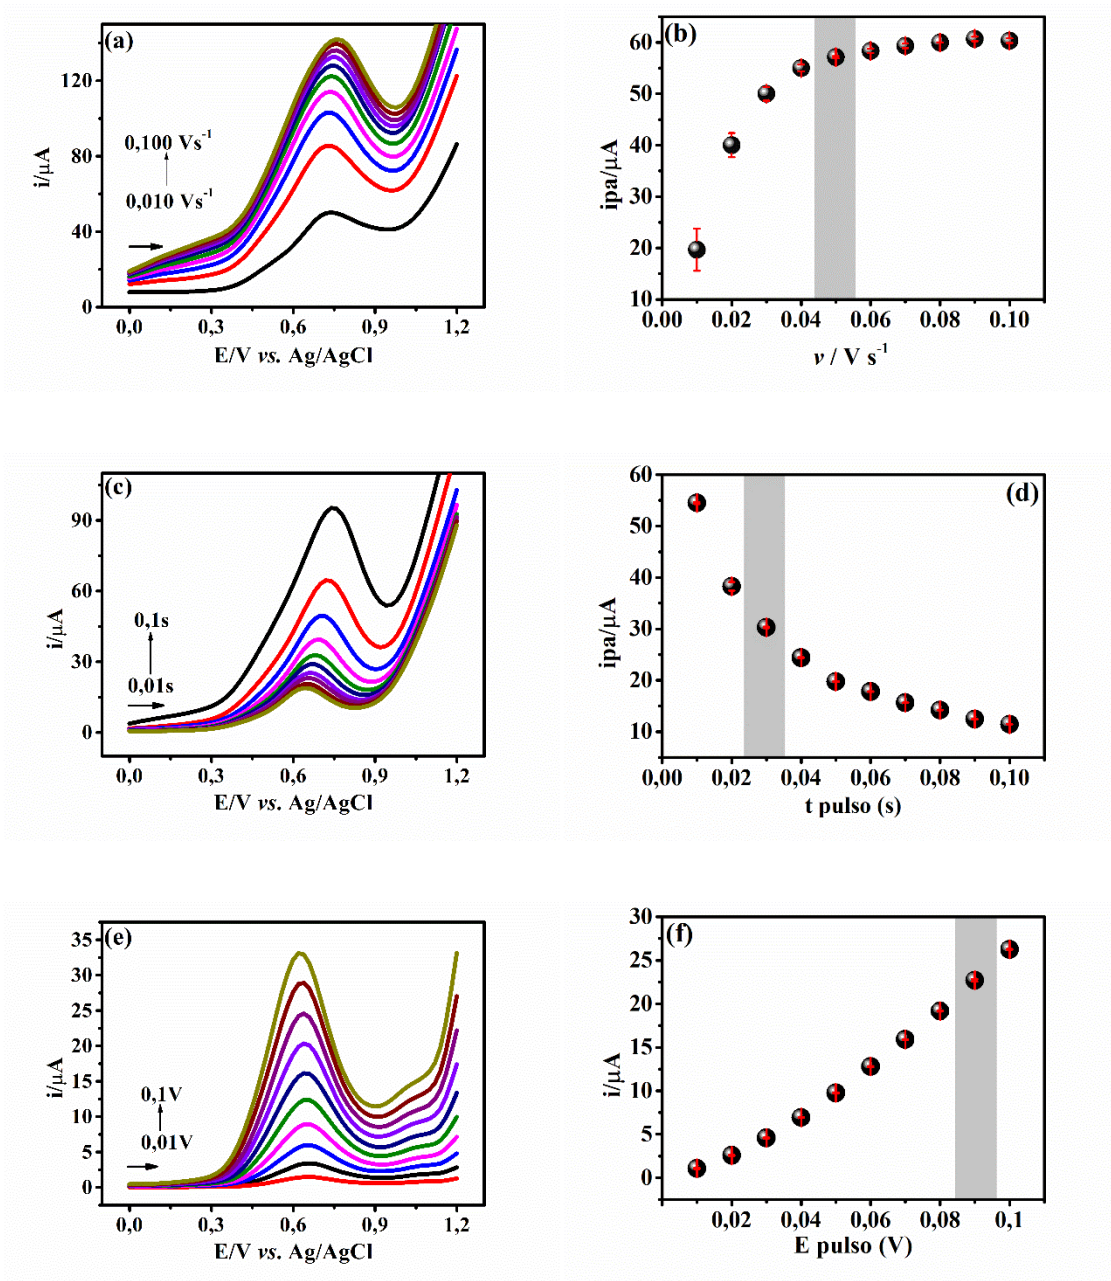 (a)
120
80
40
0
i/µA
0,100 Vs⁻¹
0,010 Vs⁻¹
0,0 0,3 0,6 0,9 1,2
E/V vs. Ag/AgCl
(b)
60
50
40
30
20
10
ipa/µA
0.00 0.02 0.04 0.06 0.08 0.10
v / V s⁻¹
(c)
90
60
30
0
i/µA
0,1s
0,01s
0,0 0,3 0,6 0,9 1,2
E/V vs. Ag/AgCl
(d)
60
50
40
30
20
10
ipa/µA
0,00 0,02 0,04 0,06 0,08 0,10
t pulso (s)
(e)
35
30
25
20
15
10
5
0
i/µA
0,1V
0,01V
0,0 0,3 0,6 0,9 1,2
E/V vs. Ag/AgCl
(f)
30
25
20
15
10
5
0
i/µA
0,02 0,04 0,06 0,08 0,1
E pulso (V)